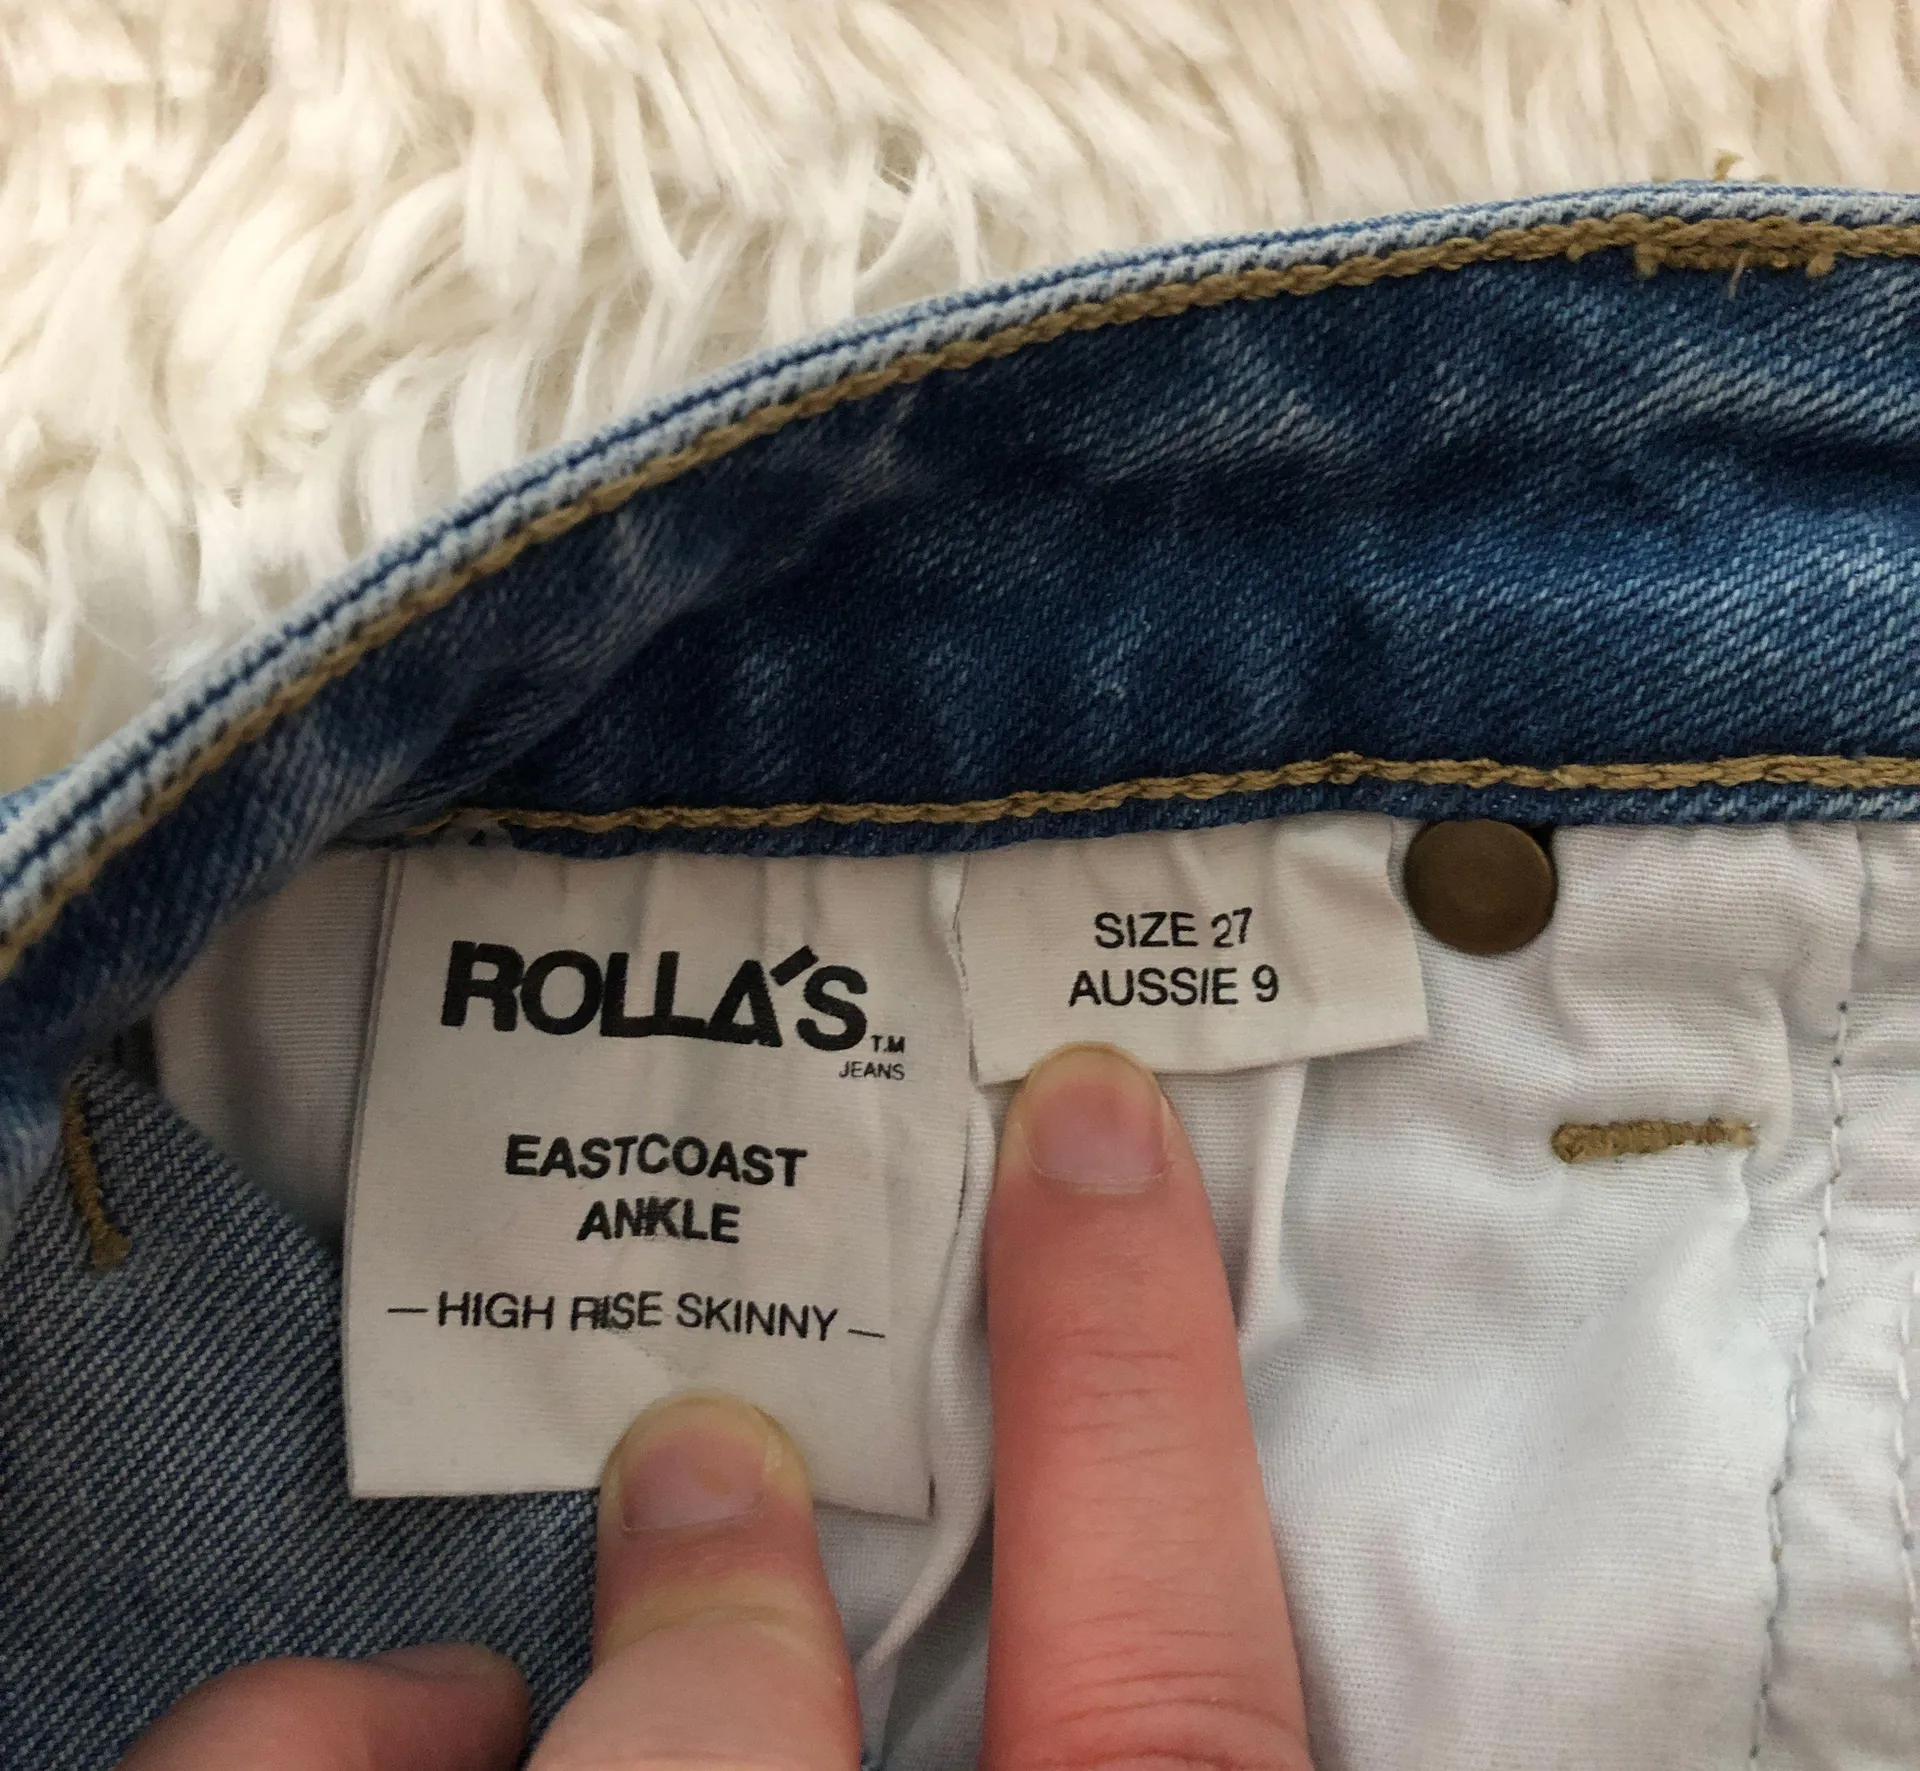 ROLLA'S T.M
JEANS
EASTCOAST
ANKLE
— HIGH RISE SKINNY —
SIZE 27
AUSSIE 9